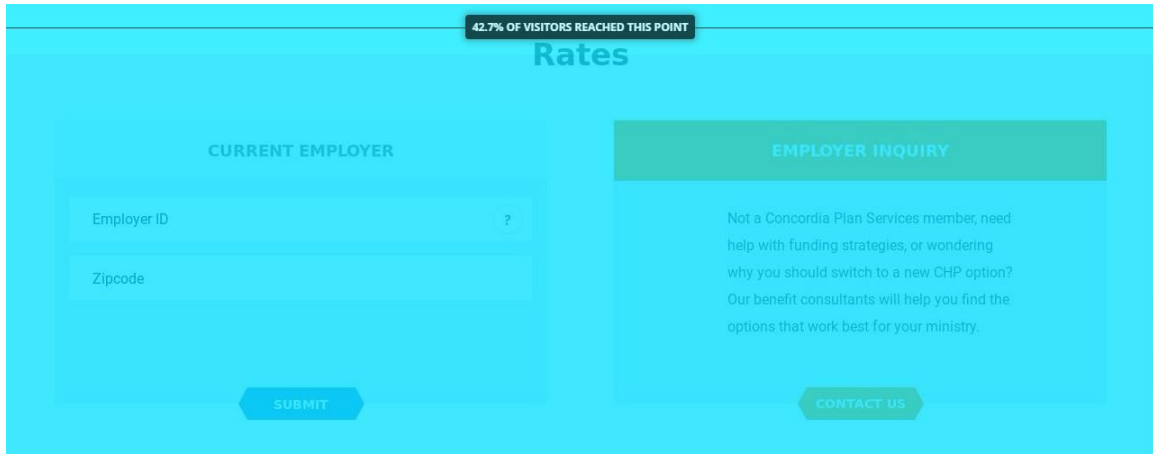 42.7% OF VISITORS REACHED THIS POINT
Rates
CURRENT EMPLOYER
Employer ID
?
Zipcode
SUBMIT
EMPLOYER INQUIRY
Not a Concordia Plan Services member, need
help with funding strategies, or wondering
why you should switch to a new CHP option?
Our benefit consultants will help you find the
options that work best for your ministry.
CONTACT US